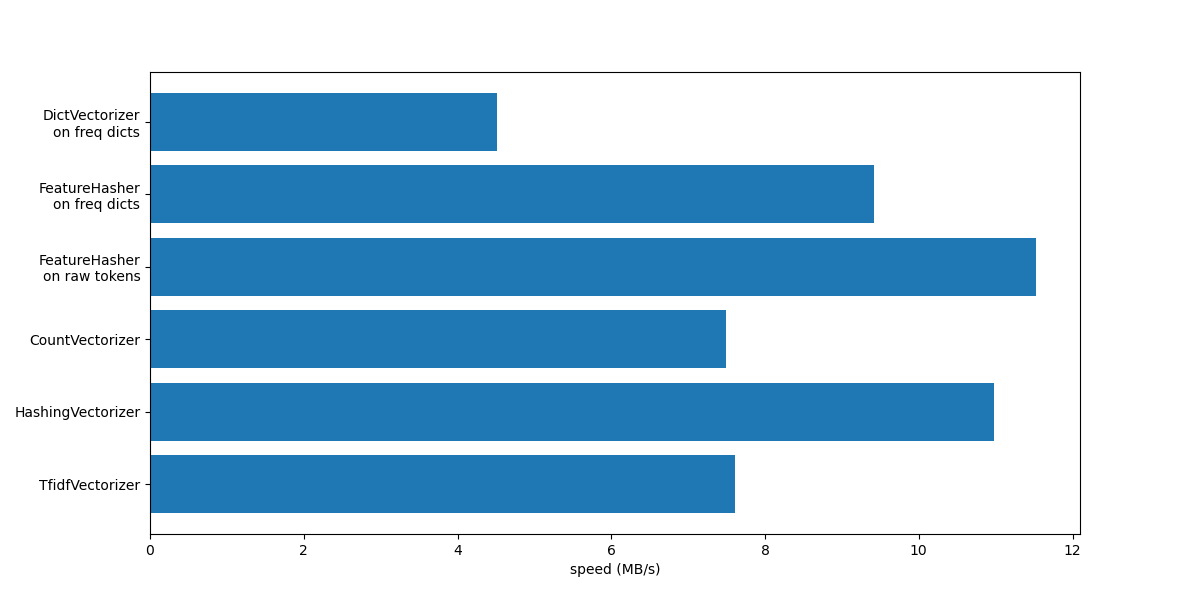 DictVectorizer
on freq dicts
FeatureHasher
on freq dicts
FeatureHasher
on raw tokens
CountVectorizer
HashingVectorizer
TfidfVectorizer
0 2 4 6 8 10 12
speed (MB/s)